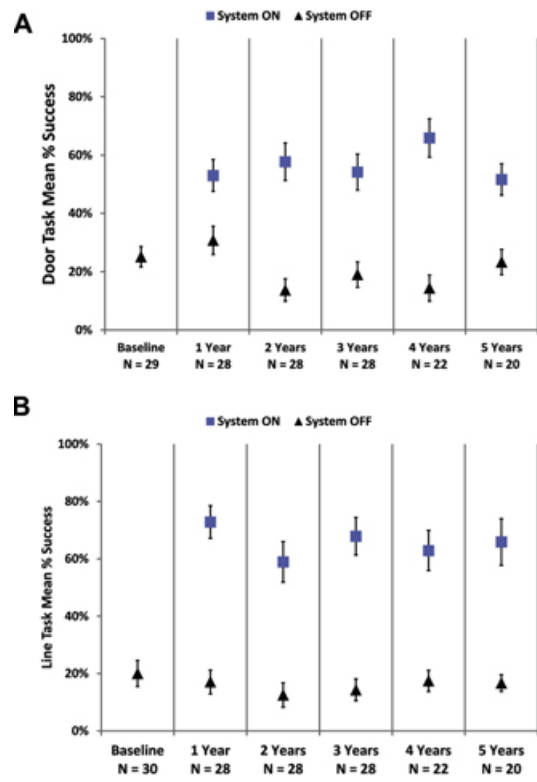 A
System ON System OFF
Door Task Mean % Success
100%
80%
60%
40%
20%
0%
Baseline 1 Year 2 Years 3 Years 4 Years 5 Years
N = 29 N = 28 N = 28 N = 28 N = 22 N = 20
B
System ON System OFF
Line Task Mean % Success
100%
80%
60%
40%
20%
0%
Baseline 1 Year 2 Years 3 Years 4 Years 5 Years
N = 30 N = 28 N = 28 N = 28 N = 22 N = 20